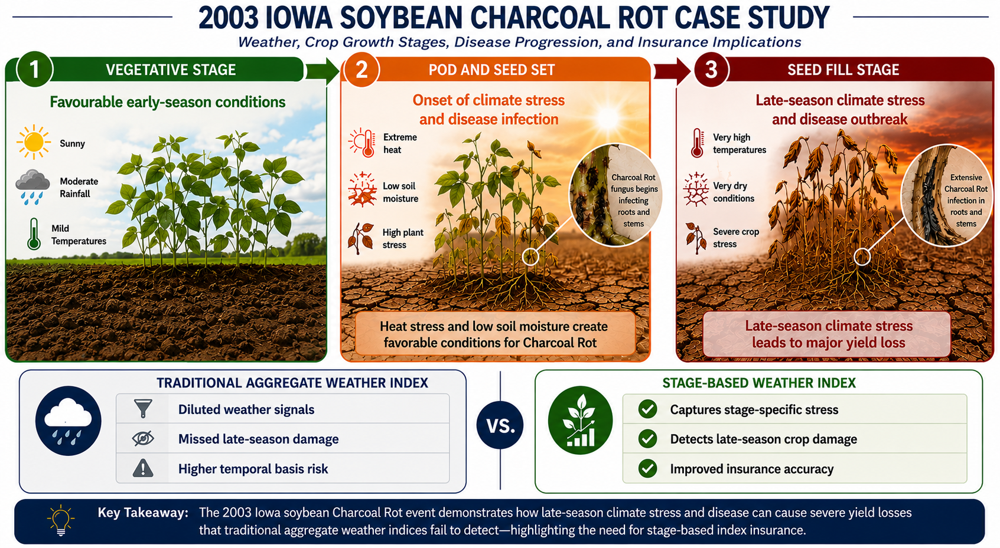 2003 IOWA SOYBEAN CHARCOAL ROT CASE STUDY
Weather, Crop Growth Stages, Disease Progression, and Insurance Implications
1
VEGETATIVE STAGE
Favourable early-season conditions
Sunny
Moderate
Rainfall
Mild
Temperatures
2
POD AND SEED SET
Onset of climate stress
and disease infection
Extreme
heat
Low soil
moisture
High plant
stress
Charcoal Rot
fungus begins
infecting
roots and
stems
Heat stress and low soil moisture create
favorable conditions for Charcoal Rot
3
SEED FILL STAGE
Late-season climate stress
and disease outbreak
Very high
temperatures
Very dry
conditions
Severe crop
stress
Extensive
Charcoal Rot
infection in
roots and
stems
Late-season climate stress
leads to major yield loss
TRADITIONAL AGGREGATE WEATHER INDEX
Diluted weather signals
Missed late-season damage
Higher temporal basis risk
VS.
STAGE-BASED WEATHER INDEX
Captures stage-specific stress
Detects late-season crop damage
Improved insurance accuracy
Key Takeaway: The 2003 Iowa soybean Charcoal Rot event demonstrates how late-season climate stress and disease can cause severe yield losses
that traditional aggregate weather indices fail to detect—highlighting the need for stage-based index insurance.